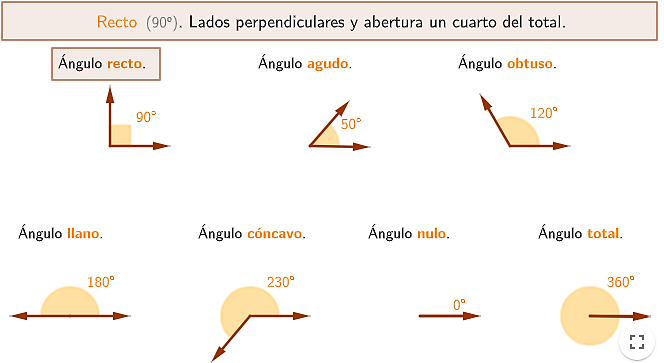 Recto (90°). Lados perpendiculares y abertura un cuarto del total.
Ángulo recto. Ángulo agudo. Ángulo obtuso.
90° 50° 120°
Ángulo llano. Ángulo cóncavo. Ángulo nulo. Ángulo total.
180° 230° 0° 360°